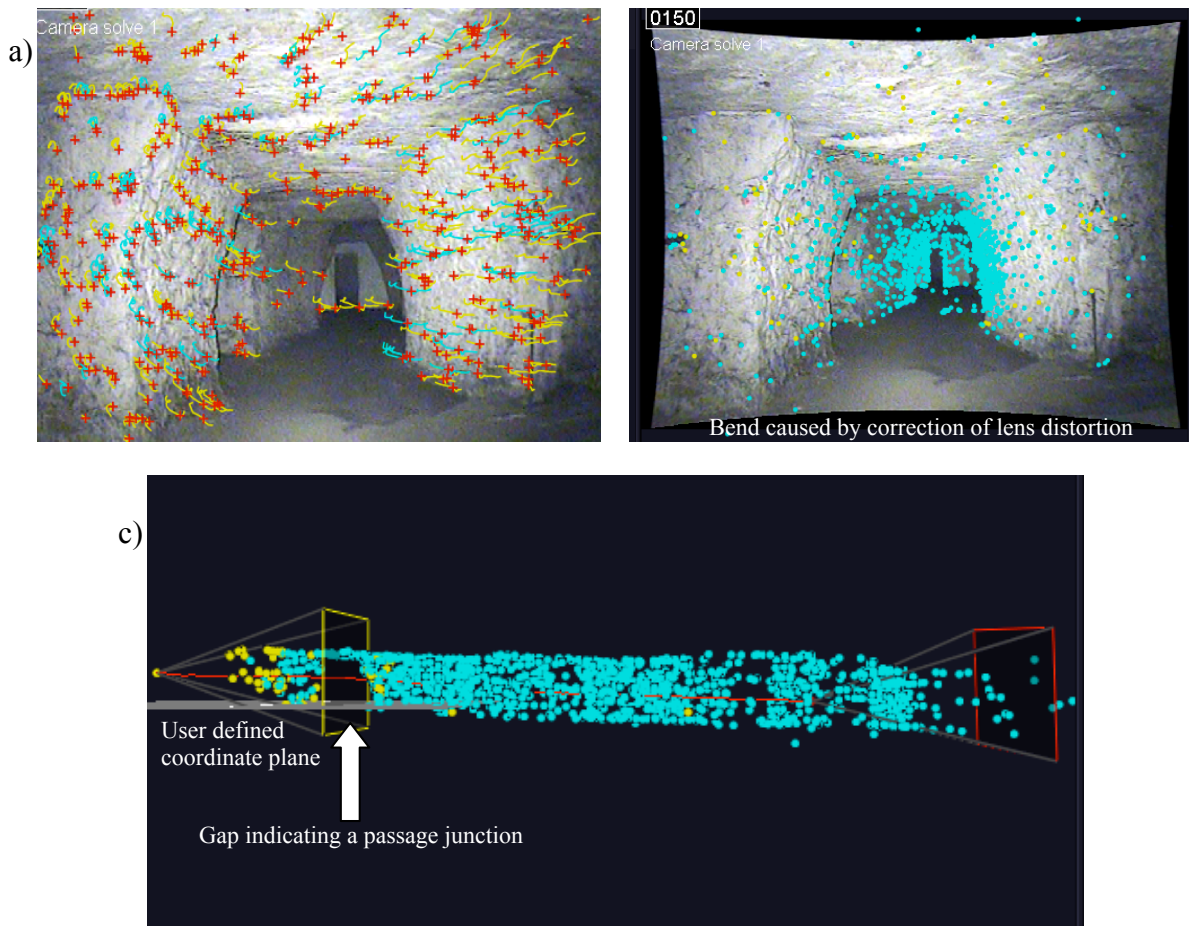 a)
Camera solve 1
0150
Camera solve 1
Bend caused by correction of lens distortion
c)
User defined
coordinate plane
Gap indicating a passage junction